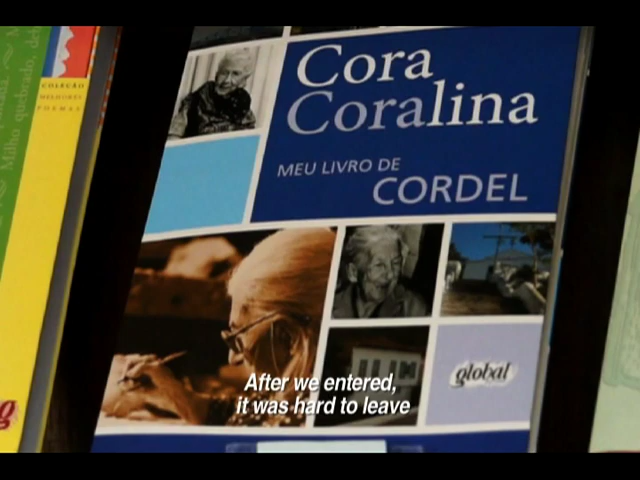 Cora
Coralina
MEU LIVRO DE
CORDEL
global
COLEÇÃO
MELHORES
POEMAS
Milho quebrado, deb
After we entered,
it was hard to leave